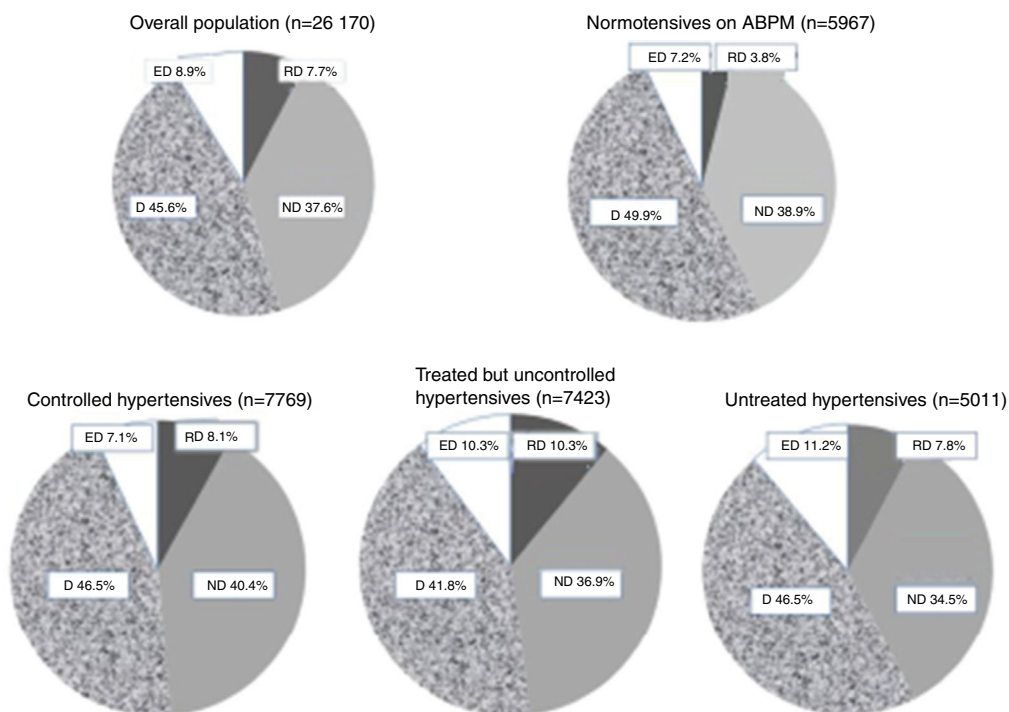 Overall population (n=26 170)
ED 8.9%
RD 7.7%
D 45.6%
ND 37.6%
Normotensives on ABPM (n=5967)
ED 7.2%
RD 3.8%
D 49.9%
ND 38.9%
Controlled hypertensives (n=7769)
ED 7.1%
RD 8.1%
D 46.5%
ND 40.4%
Treated but uncontrolled
hypertensives (n=7423)
ED 10.3%
RD 10.3%
D 41.8%
ND 36.9%
Untreated hypertensives (n=5011)
ED 11.2%
RD 7.8%
D 46.5%
ND 34.5%